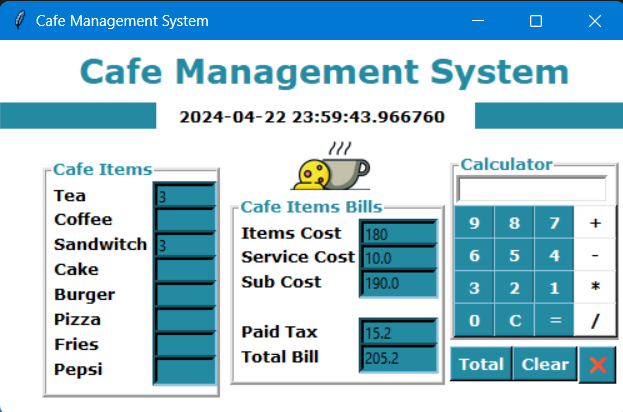 Cafe Management System
Cafe Management System
2024-04-22 23:59:43.966760
Cafe Items
Tea 3
Coffee
Sandwitch 3
Cake
Burger
Pizza
Fries
Pepsi
Cafe Items Bills
Items Cost 180
Service Cost 10.0
Sub Cost 190.0
Paid Tax 15.2
Total Bill 205.2
Calculator
9 8 7 +
6 5 4 -
3 2 1 *
0 C = /
Total Clear